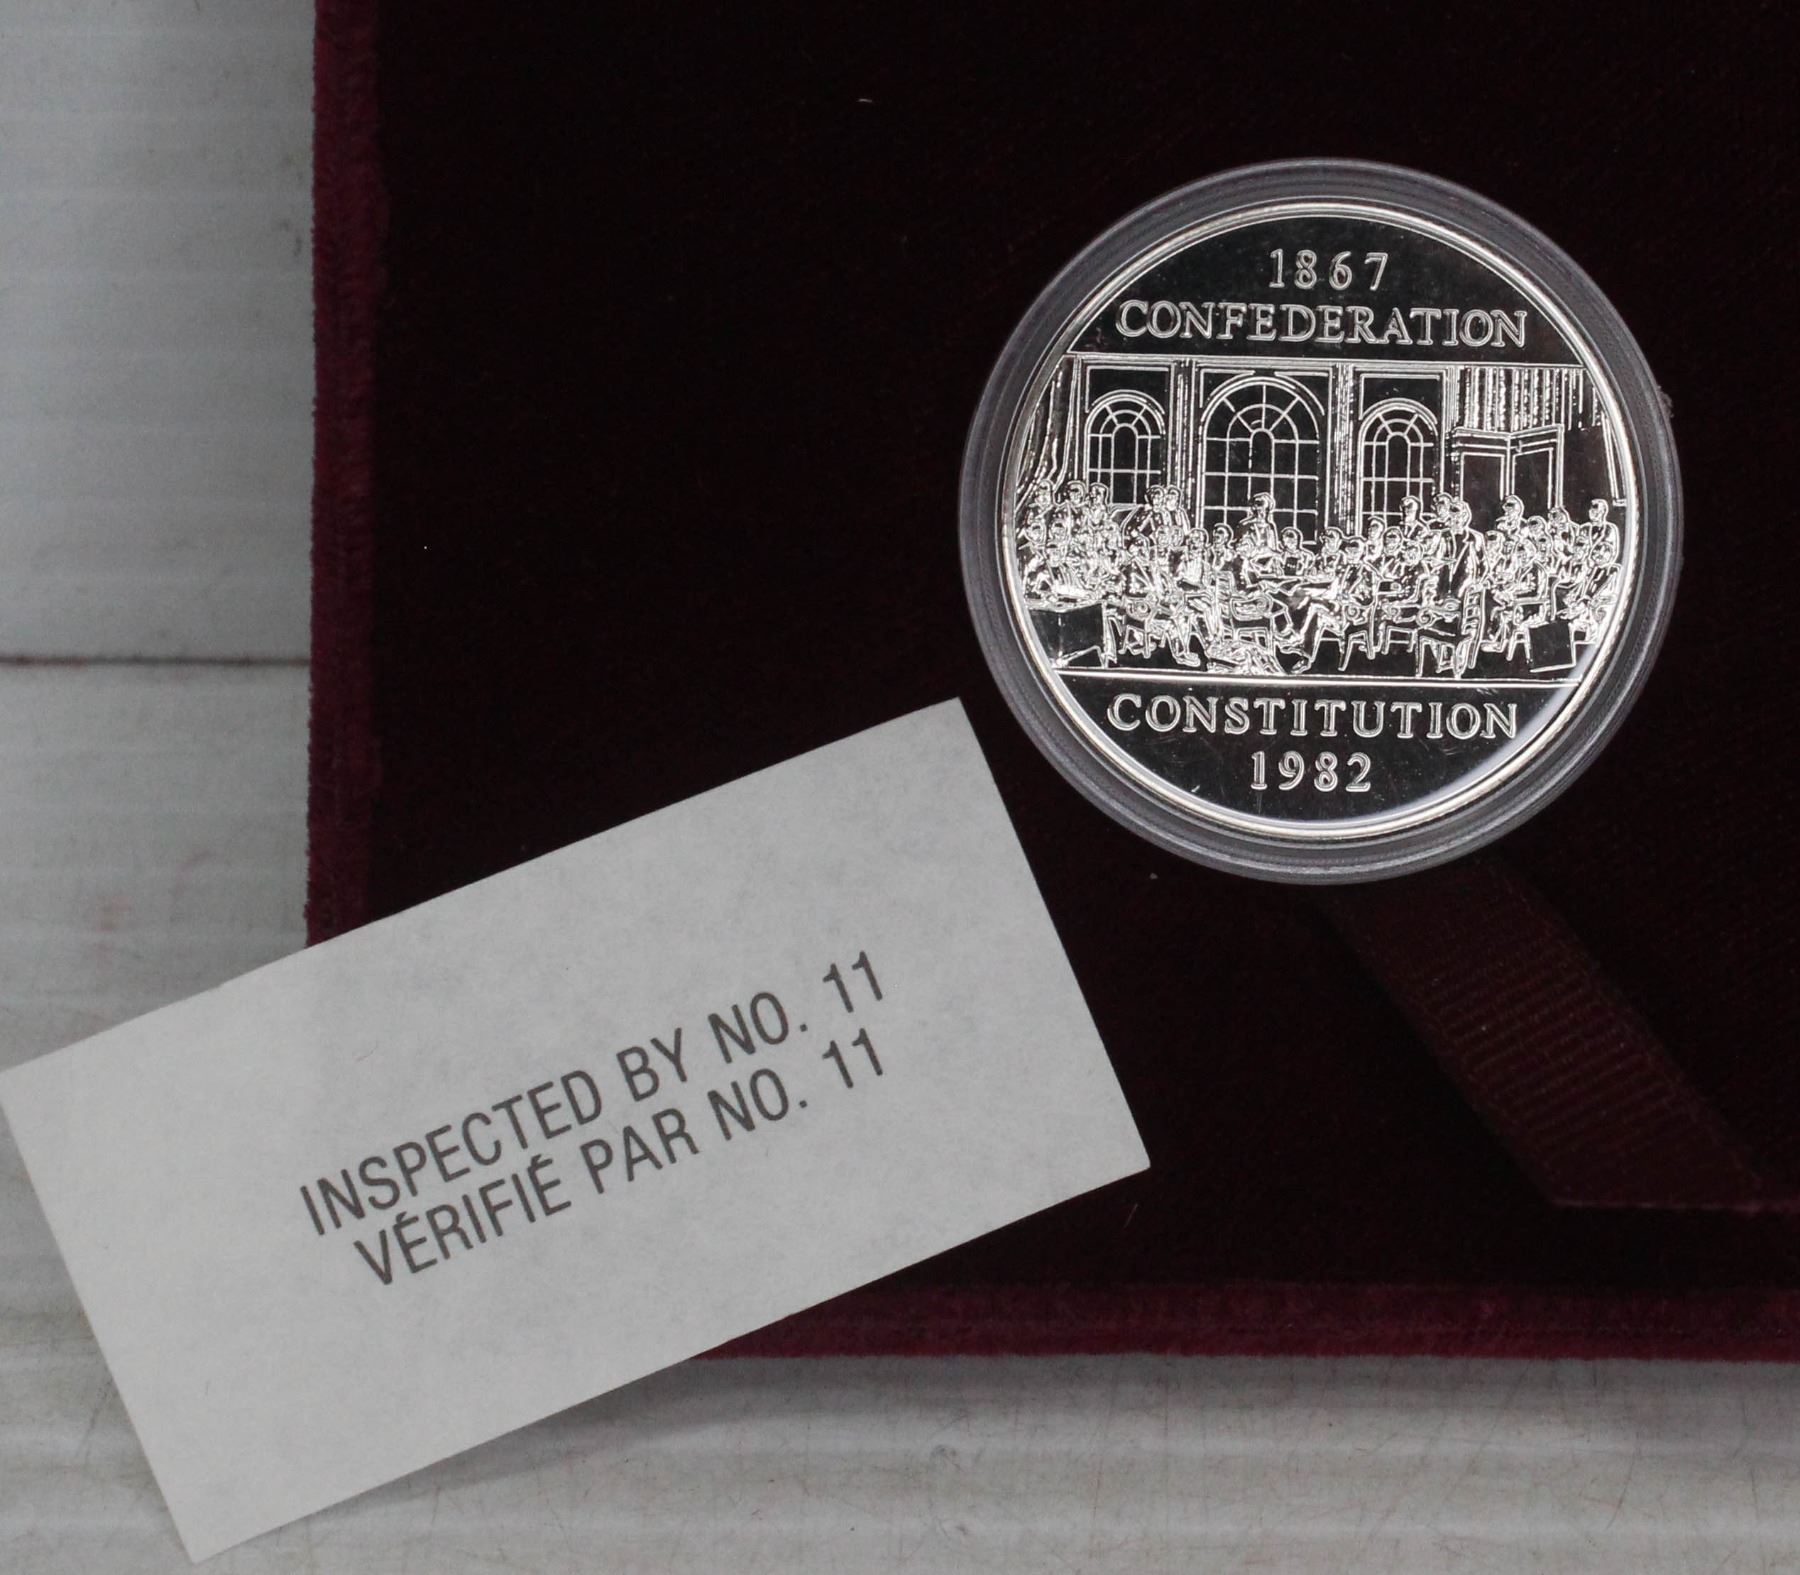 1867
CONFEDERATION
CONSTITUTION
1982
INSPECTED BY NO. 11
VÉRIFIÉ PAR NO. 11